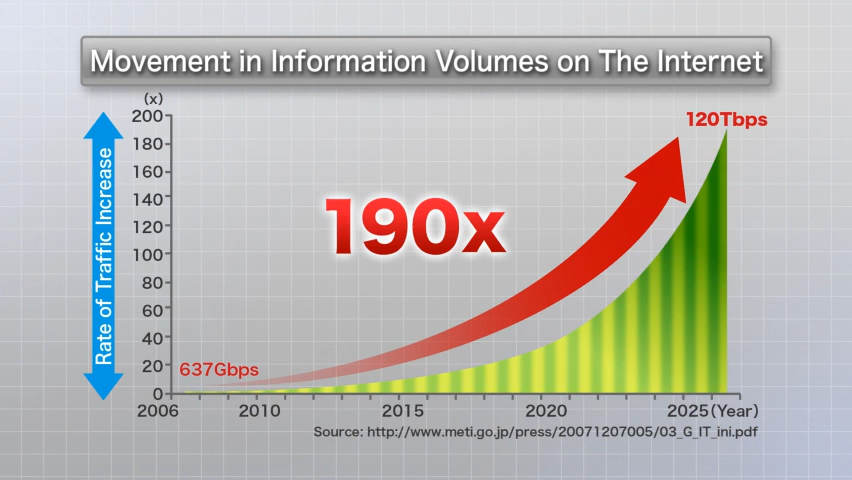 Movement in Information Volumes on The Internet
(x)
200
180
160
140
120
100
80
60
40
20
0
Rate of Traffic Increase
120Tbps
190x
637Gbps
2006 2010 2015 2020 2025(Year)
Source: http://www.meti.go.jp/press/20071207005/03_G_IT_ini.pdf